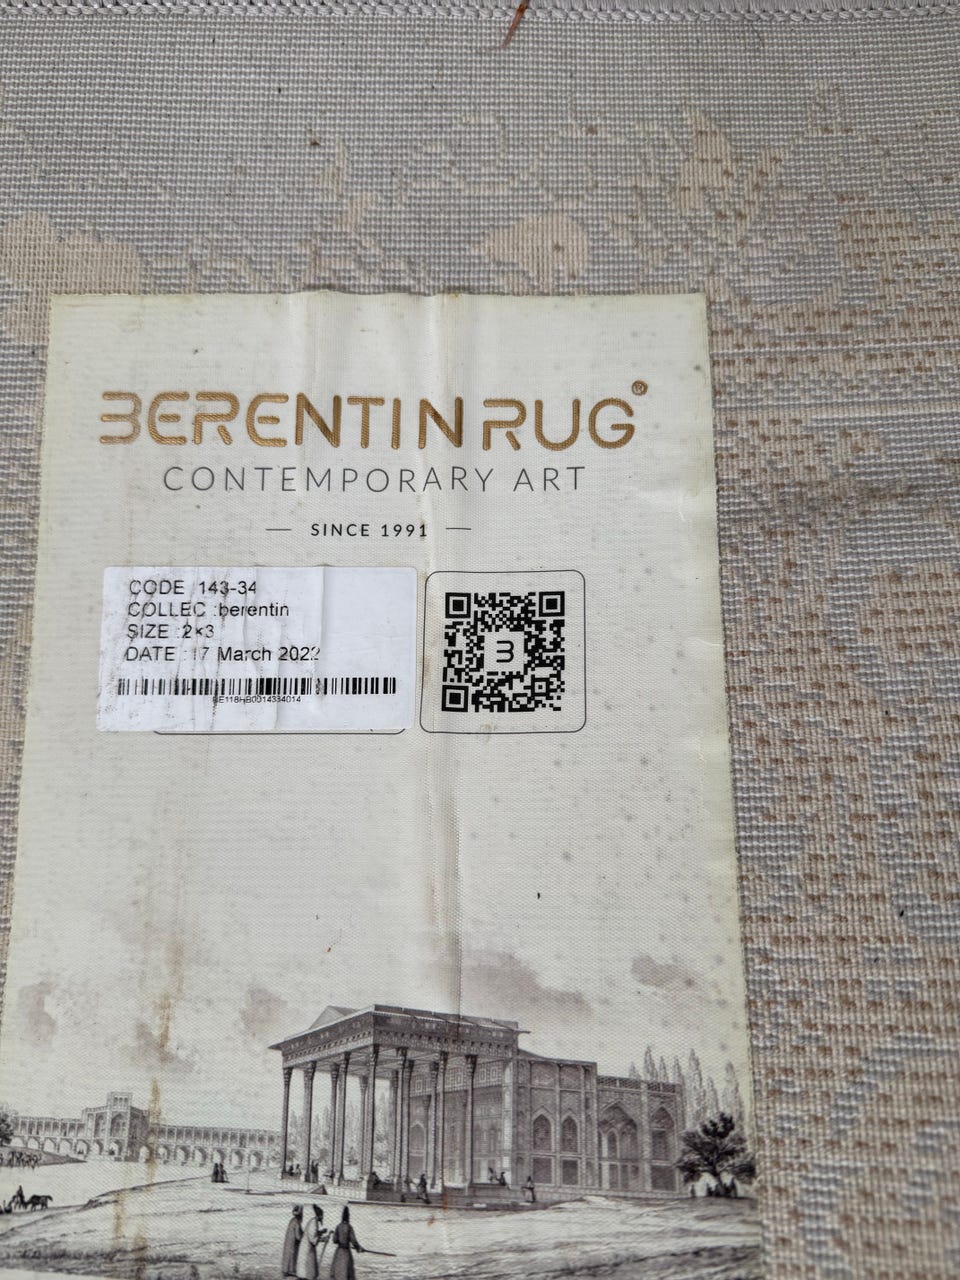 BERENTIN RUG®
CONTEMPORARY ART
SINCE 1991
CODE :143-34
COLLEC :berentin
SIZE :2×3
DATE :17 March 2022
BE118HB0014334014
3